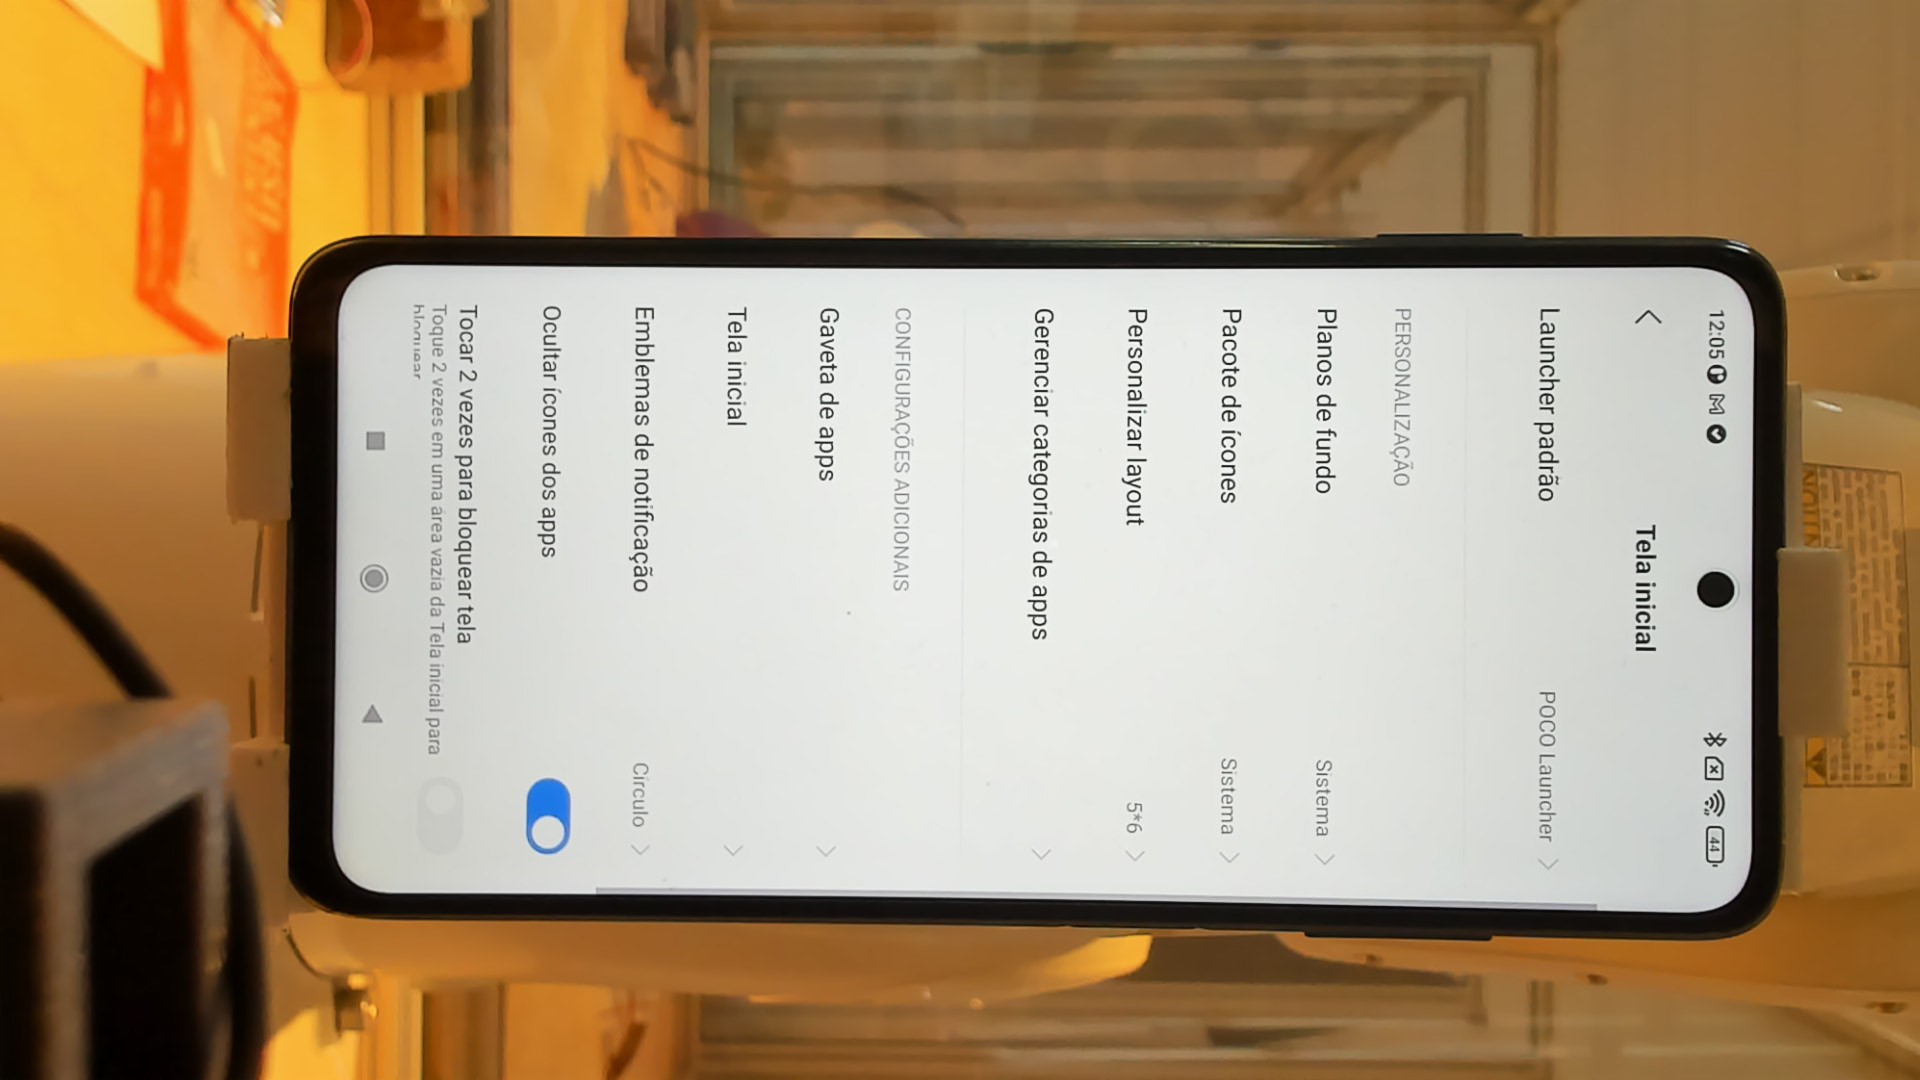 12:05
44
Tela inicial
Launcher padrão
POCO Launcher
PERSONALIZAÇÃO
Planos de fundo
Sistema
Pacote de ícones
Sistema
Personalizar layout
5*6
Gerenciar categorias de apps
CONFIGURAÇÕES ADICIONAIS
Gaveta de apps
Tela inicial
Emblemas de notificação
Círculo
Ocultar ícones dos apps
Tocar 2 vezes para bloquear tela
Toque 2 vezes em uma área vazia da Tela inicial para
bloquear